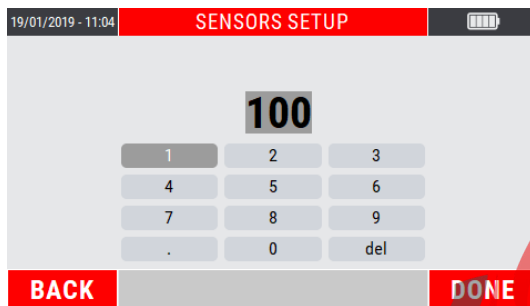 19/01/2019 - 11:04 SENSORS SETUP
100
1 2 3
4 5 6
7 8 9
. 0 del
BACK DONE